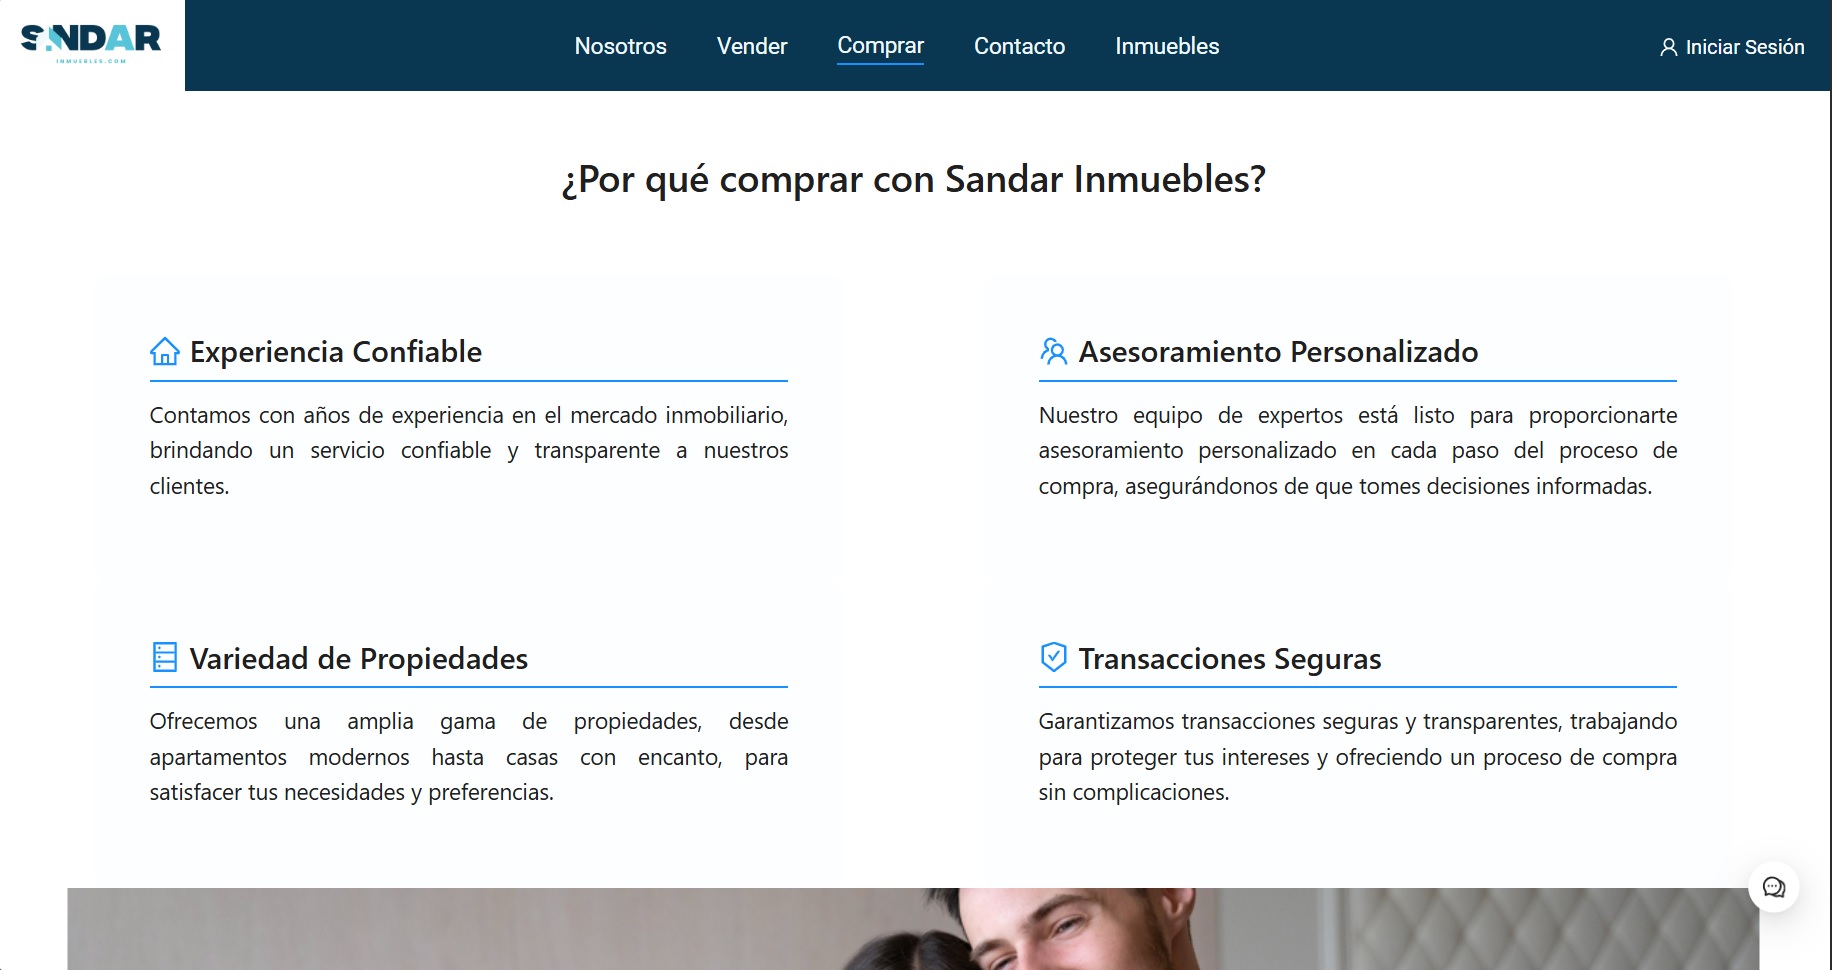 SANDAR
INMUEBLES.COM
Nosotros
Vender
Comprar
Contacto
Inmuebles
Iniciar Sesión
¿Por qué comprar con Sandar Inmuebles?
Experiencia Confiable
Contamos con años de experiencia en el mercado inmobiliario,
brindando un servicio confiable y transparente a nuestros
clientes.
Asesoramiento Personalizado
Nuestro equipo de expertos está listo para proporcionarte
asesoramiento personalizado en cada paso del proceso de
compra, asegurándonos de que tomes decisiones informadas.
Variedad de Propiedades
Ofrecemos una amplia gama de propiedades, desde
apartamentos modernos hasta casas con encanto, para
satisfacer tus necesidades y preferencias.
Transacciones Seguras
Garantizamos transacciones seguras y transparentes, trabajando
para proteger tus intereses y ofreciendo un proceso de compra
sin complicaciones.